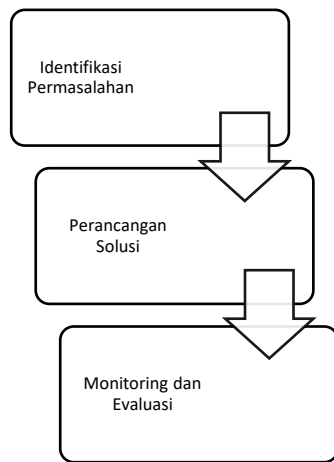 Identifikasi
Permasalahan
Perancangan
Solusi
Monitoring dan
Evaluasi